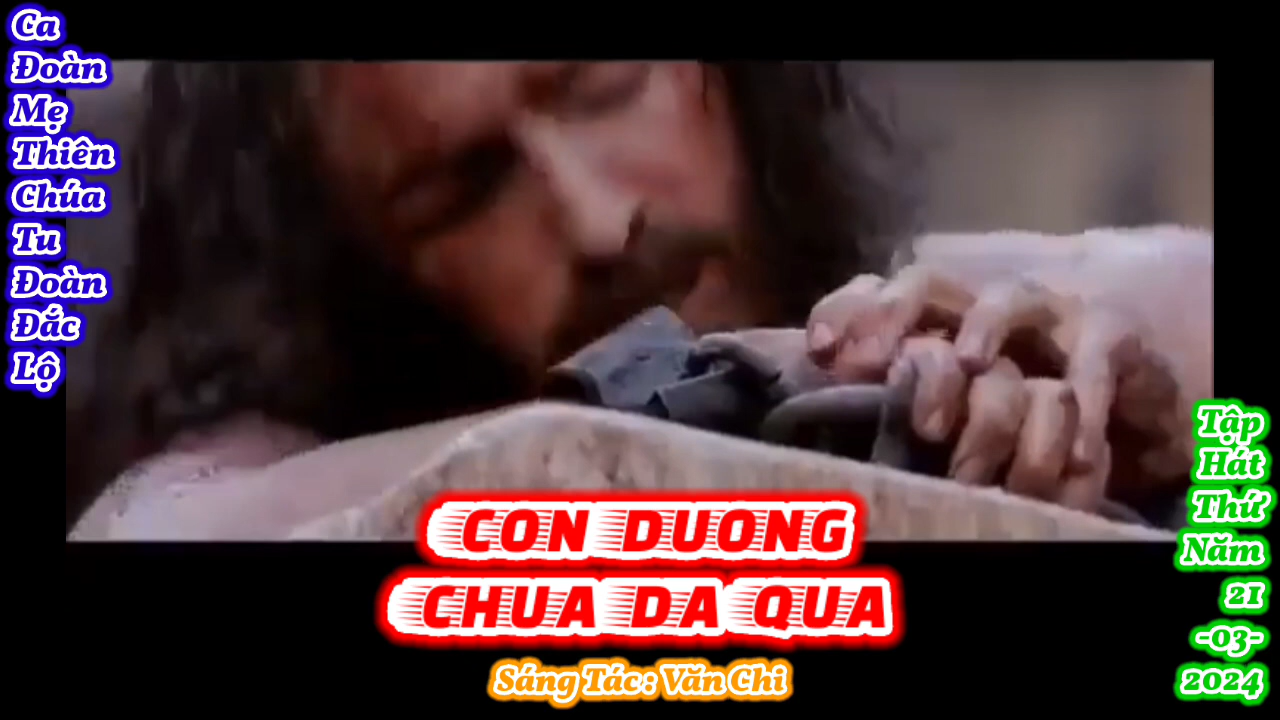 Ca
Đoàn
Mẹ
Thiên
Chúa
Tu
Đoàn
Đắc
Lộ
Tập
Hát
Thứ
Năm
21
-03-
2024
CON DUONG
CHUA DA QUA
Sáng Tác : Văn Chi